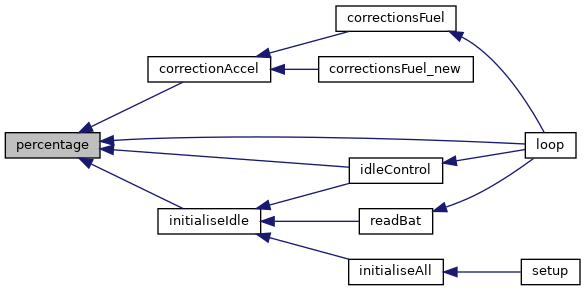 correctionsFuel
correctionAccel
correctionsFuel_new
percentage
loop
idleControl
initialiseIdle
readBat
initialiseAll
setup